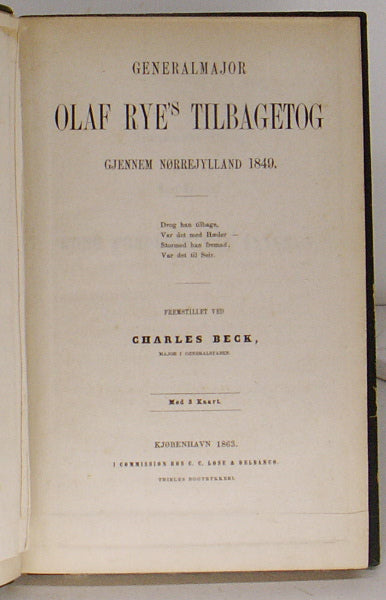 GENERALMAJOR
OLAF RYE'S TILBAGETOG
GJENNEM NØRREJYLLAND 1849.
Drog han tilbage,
Var det med Hæder —
Stormed han fremad,
Var det til Seir.
FREMSTILLET VED
CHARLES BECK,
MAJOR I GENERALSTABEN.
Med 3 Kaart.
KJØBENHAVN 1863.
I COMMISSION HOS C. C. LOSE & DELBANCO.
THIELES BOGTRYKKERI.